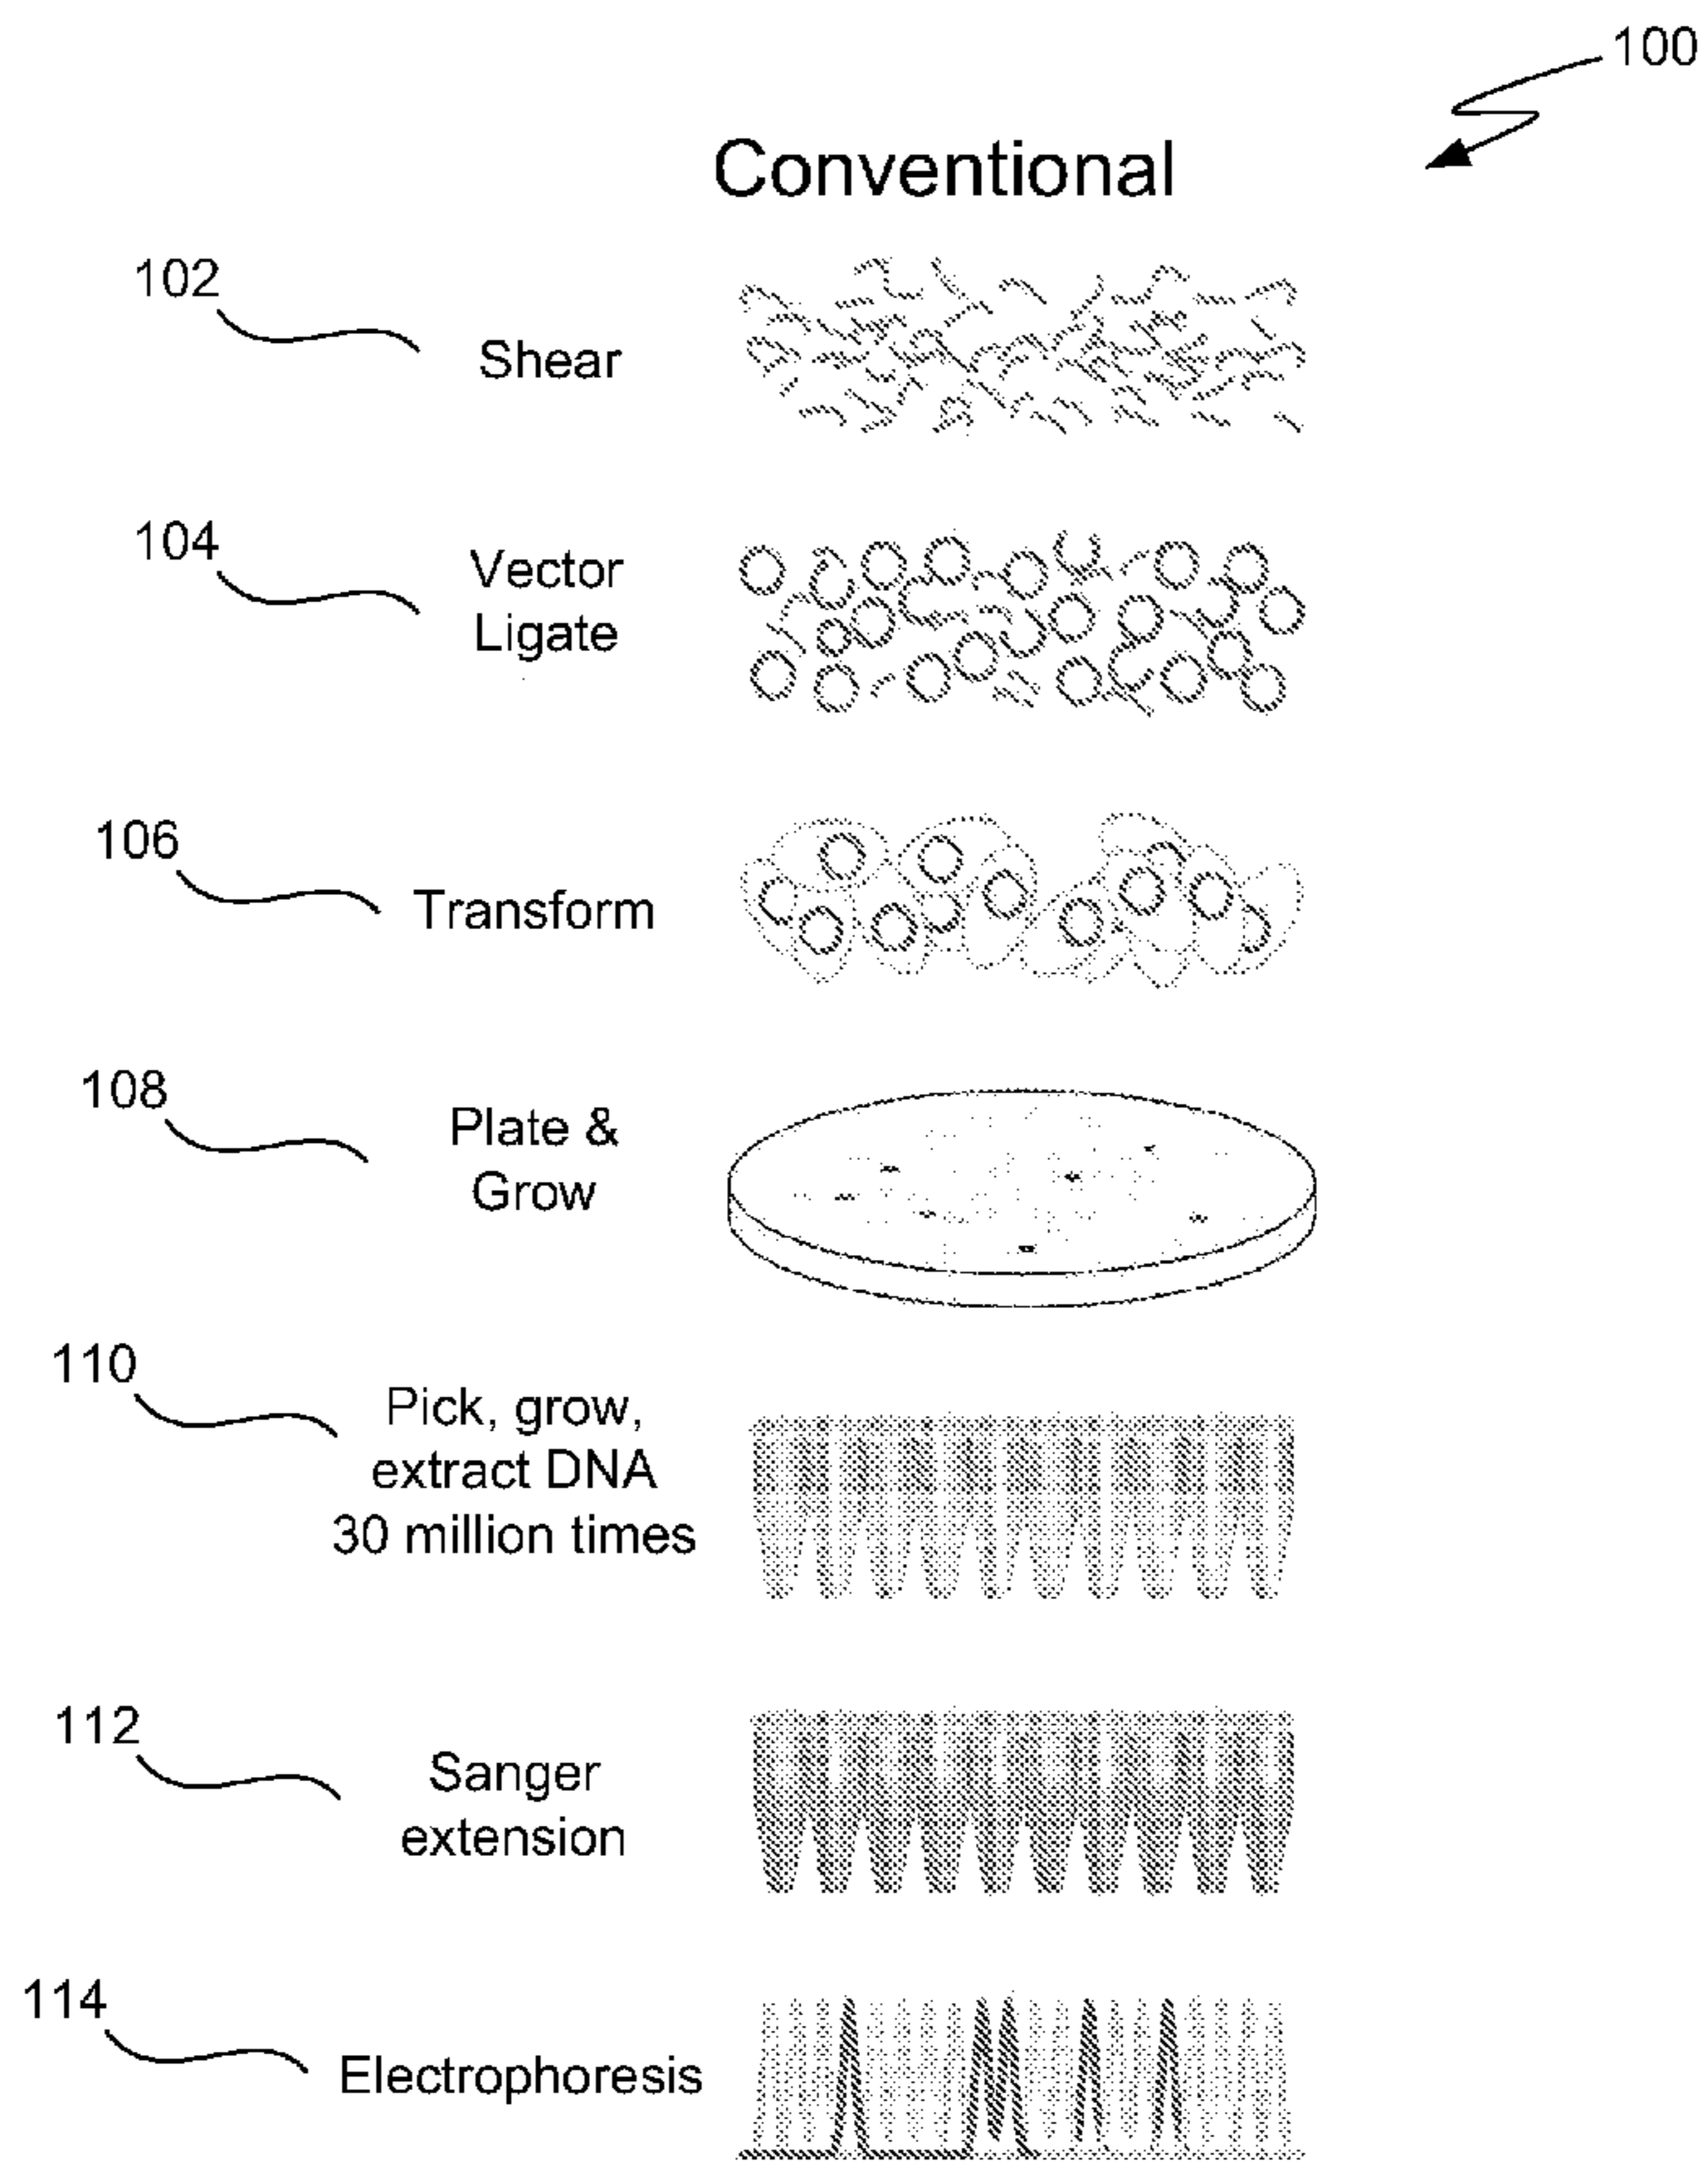 100
Conventional
102
Shear
104
Vector
Ligate
106
Transform
108
Plate &
Grow
110
Pick, grow,
extract DNA
30 million times
112
Sanger
extension
114
Electrophoresis